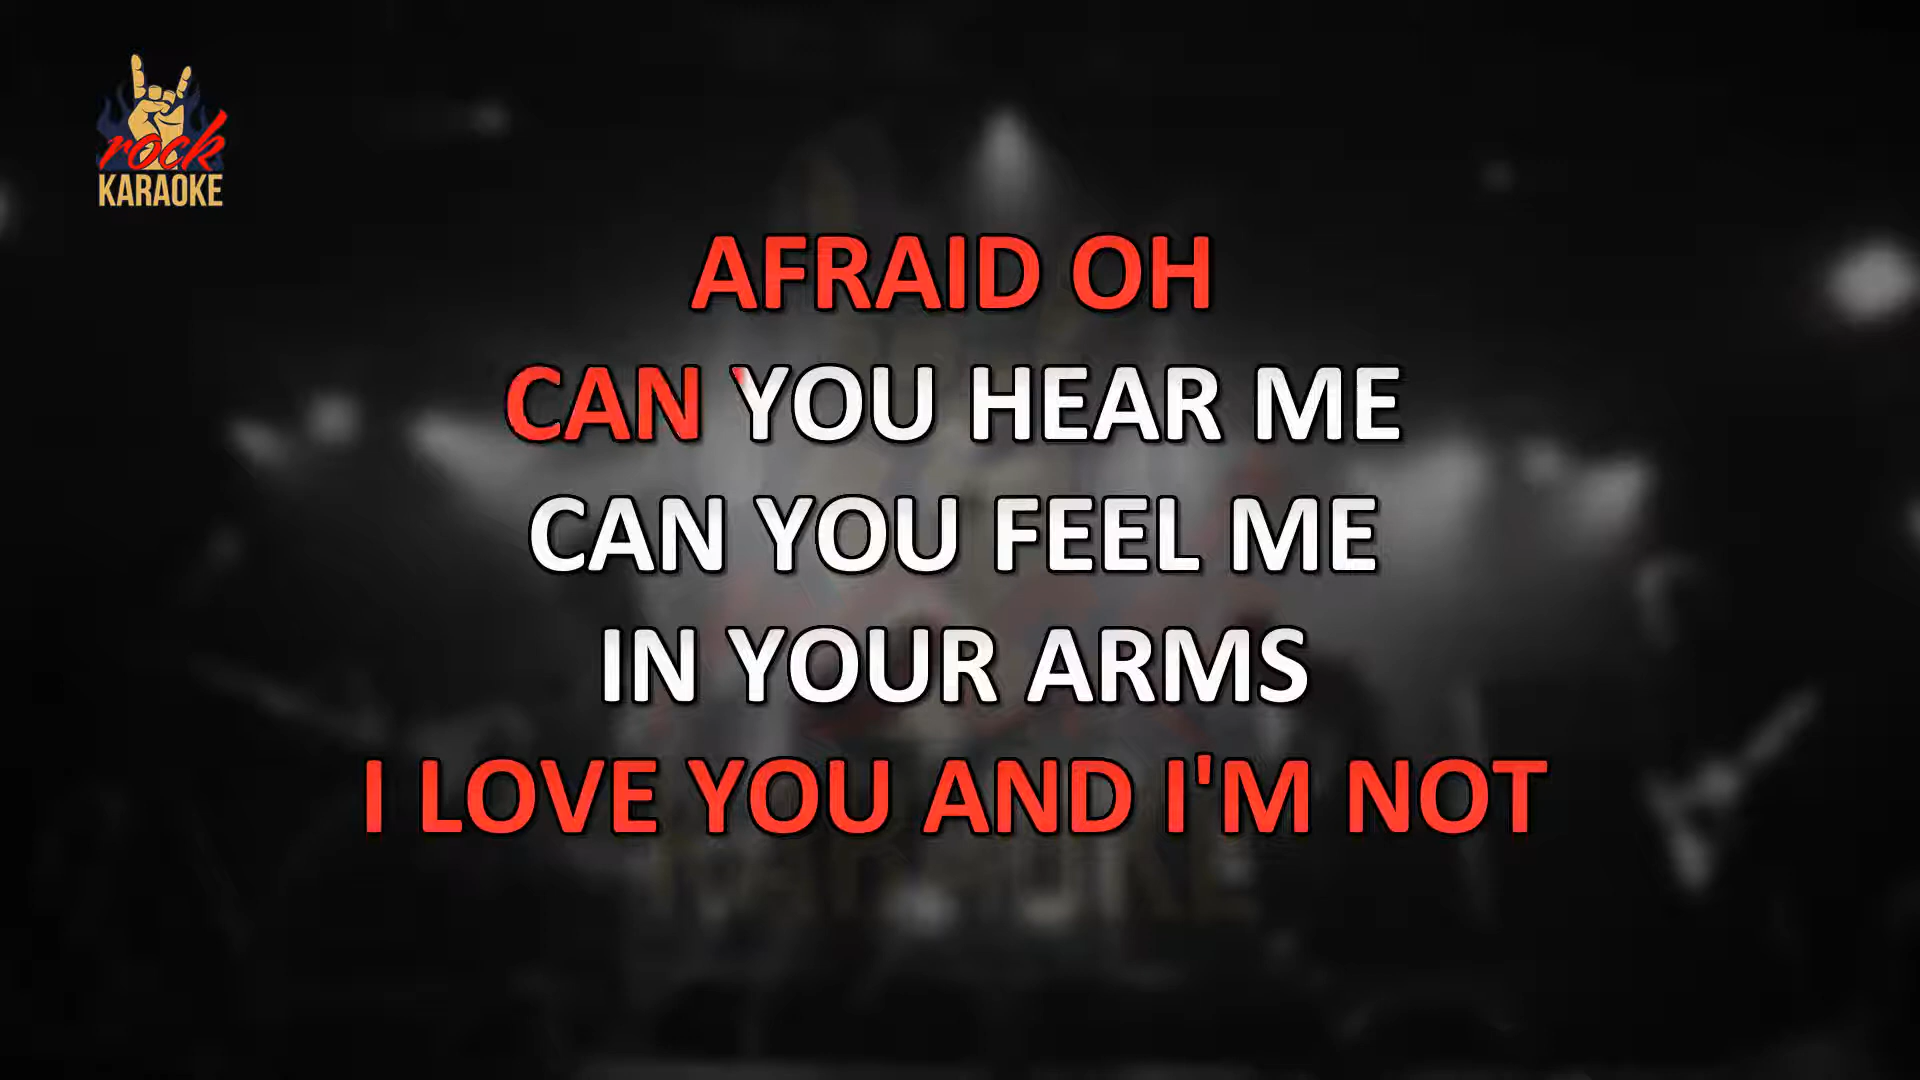 rock
KARAOKE
AFRAID OH
CAN YOU HEAR ME
CAN YOU FEEL ME
IN YOUR ARMS
I LOVE YOU AND I'M NOT